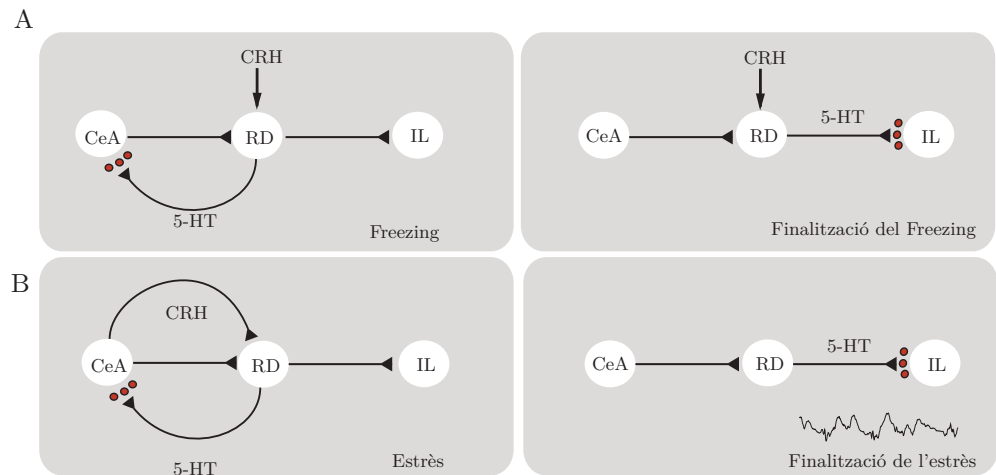 A
CRH
CeA
RD
IL
5-HT
Freezing
CRH
5-HT
CeA
RD
IL
Finalització del Freezing
B
CRH
CeA
RD
IL
5-HT
Estrès
5-HT
CeA
RD
IL
Finalització de l'estrès